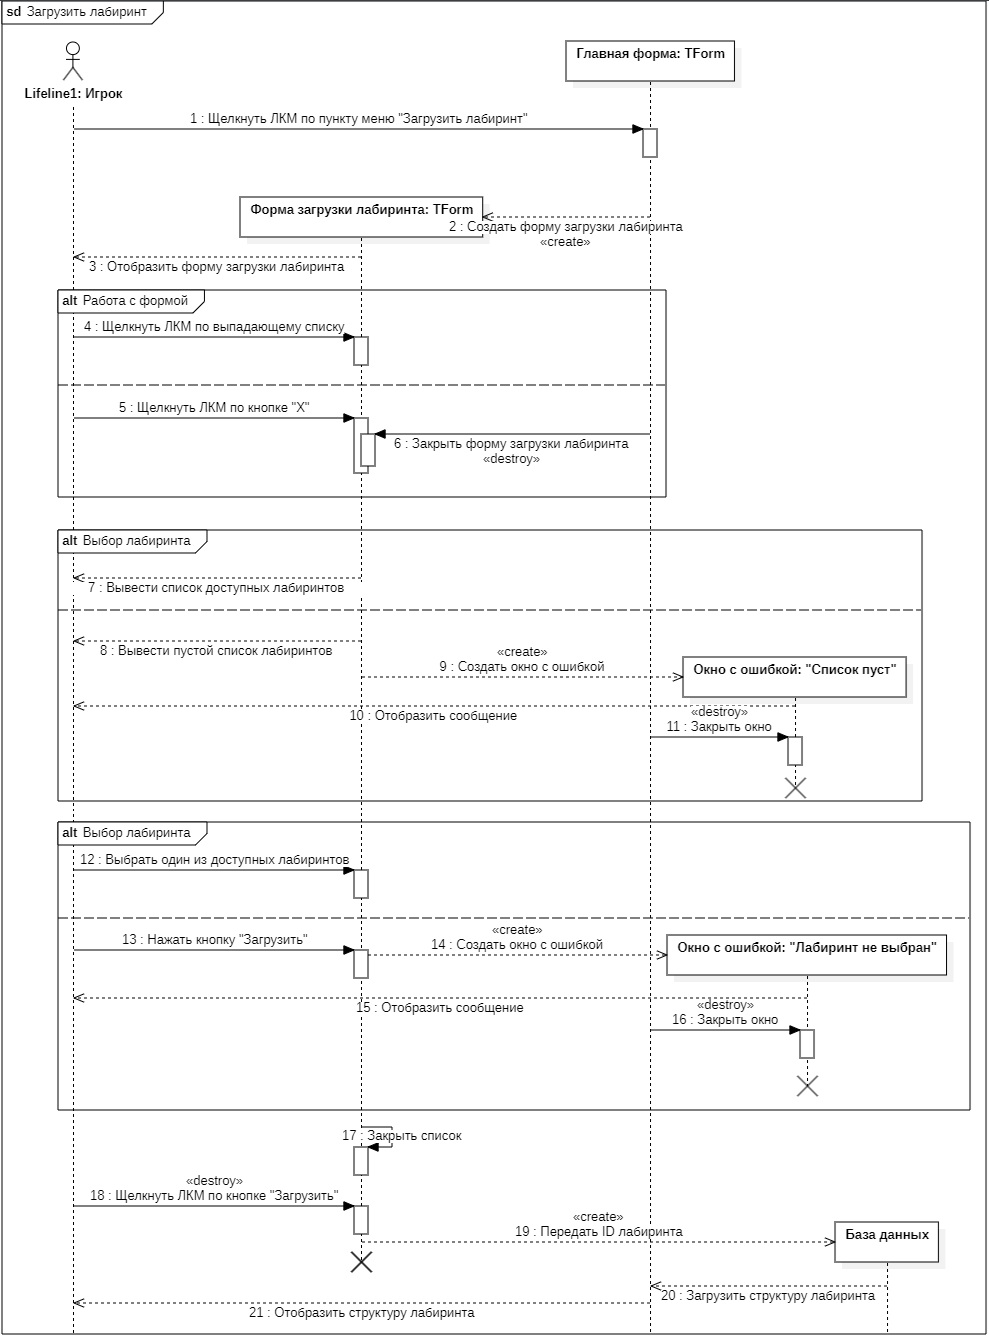 sd Загрузить лабиринт
Главная форма: TForm
Lifeline1: Игрок
1 : Щелкнуть ЛКМ по пункту меню "Загрузить лабиринт"
Форма загрузки лабиринта: TForm
2 : Создать форму загрузки лабиринта
«create»
3 : Отобразить форму загрузки лабиринта
alt Работа с формой
4 : Щелкнуть ЛКМ по выпадающему списку
5 : Щелкнуть ЛКМ по кнопке "X"
6 : Закрыть форму загрузки лабиринта
«destroy»
alt Выбор лабиринта
7 : Вывести список доступных лабиринтов
8 : Вывести пустой список лабиринтов
«create»
9 : Создать окно с ошибкой
Окно с ошибкой: "Список пуст"
10 : Отобразить сообщение
«destroy»
11 : Закрыть окно
alt Выбор лабиринта
12 : Выбрать один из доступных лабиринтов
13 : Нажать кнопку "Загрузить"
«create»
14 : Создать окно с ошибкой
Окно с ошибкой: "Лабиринт не выбран"
15 : Отобразить сообщение
«destroy»
16 : Закрыть окно
17 : Закрыть список
«destroy»
18 : Щелкнуть ЛКМ по кнопке "Загрузить"
«create»
19 : Передать ID лабиринта
База данных
20 : Загрузить структуру лабиринта
21 : Отобразить структуру лабиринта